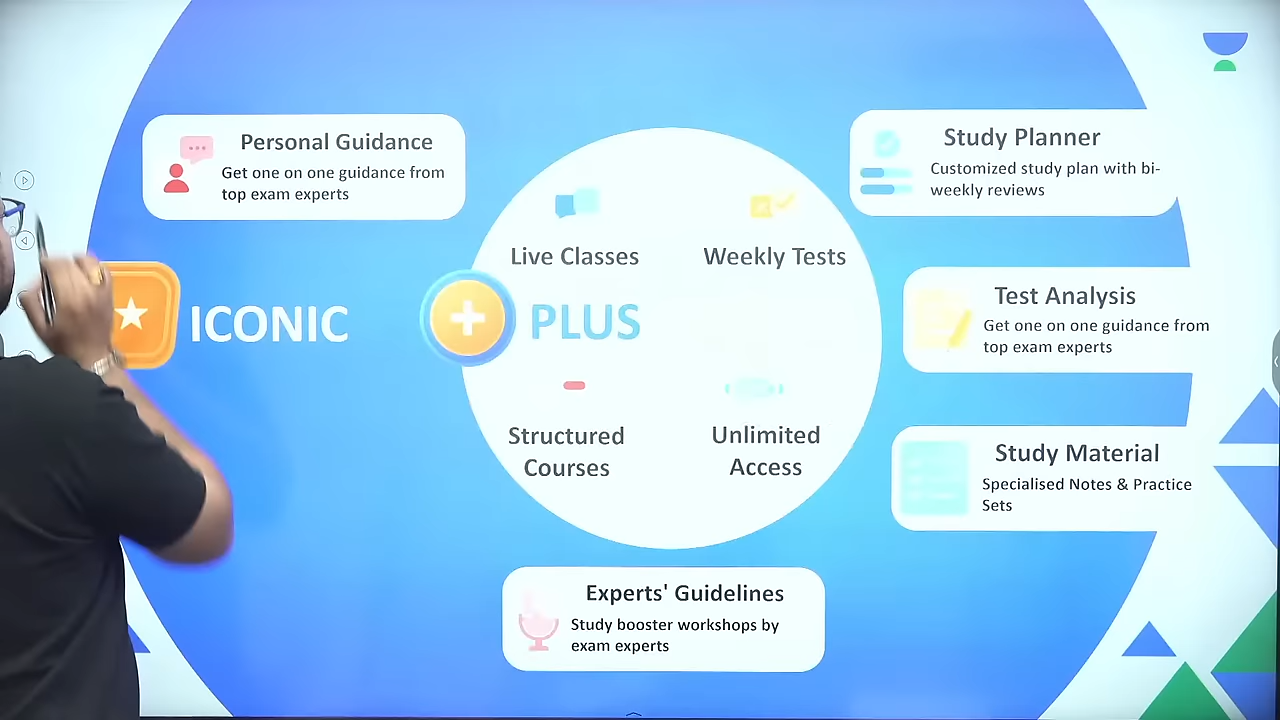 Personal Guidance
Get one on one guidance from
top exam experts
ICONIC
Live Classes
Weekly Tests
PLUS
Structured
Courses
Unlimited
Access
Study Planner
Customized study plan with bi-
weekly reviews
Test Analysis
Get one on one guidance from
top exam experts
Study Material
Specialised Notes & Practice
Sets
Experts' Guidelines
Study booster workshops by
exam experts